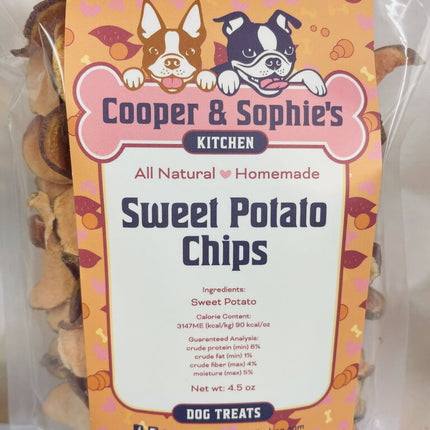 Cooper & Sophie's
KITCHEN
All Natural Homemade
Sweet Potato
Chips
Ingredients:
Sweet Potato
Calorie Content:
3147ME (kcal/kg) 90 kcal/oz
Guaranteed Analysis:
crude protein (min) 6%
crude fat (min) 1%
crude fiber (max) 4%
moisture (max) 5%
Net wt: 4.5 oz
DOG TREATS